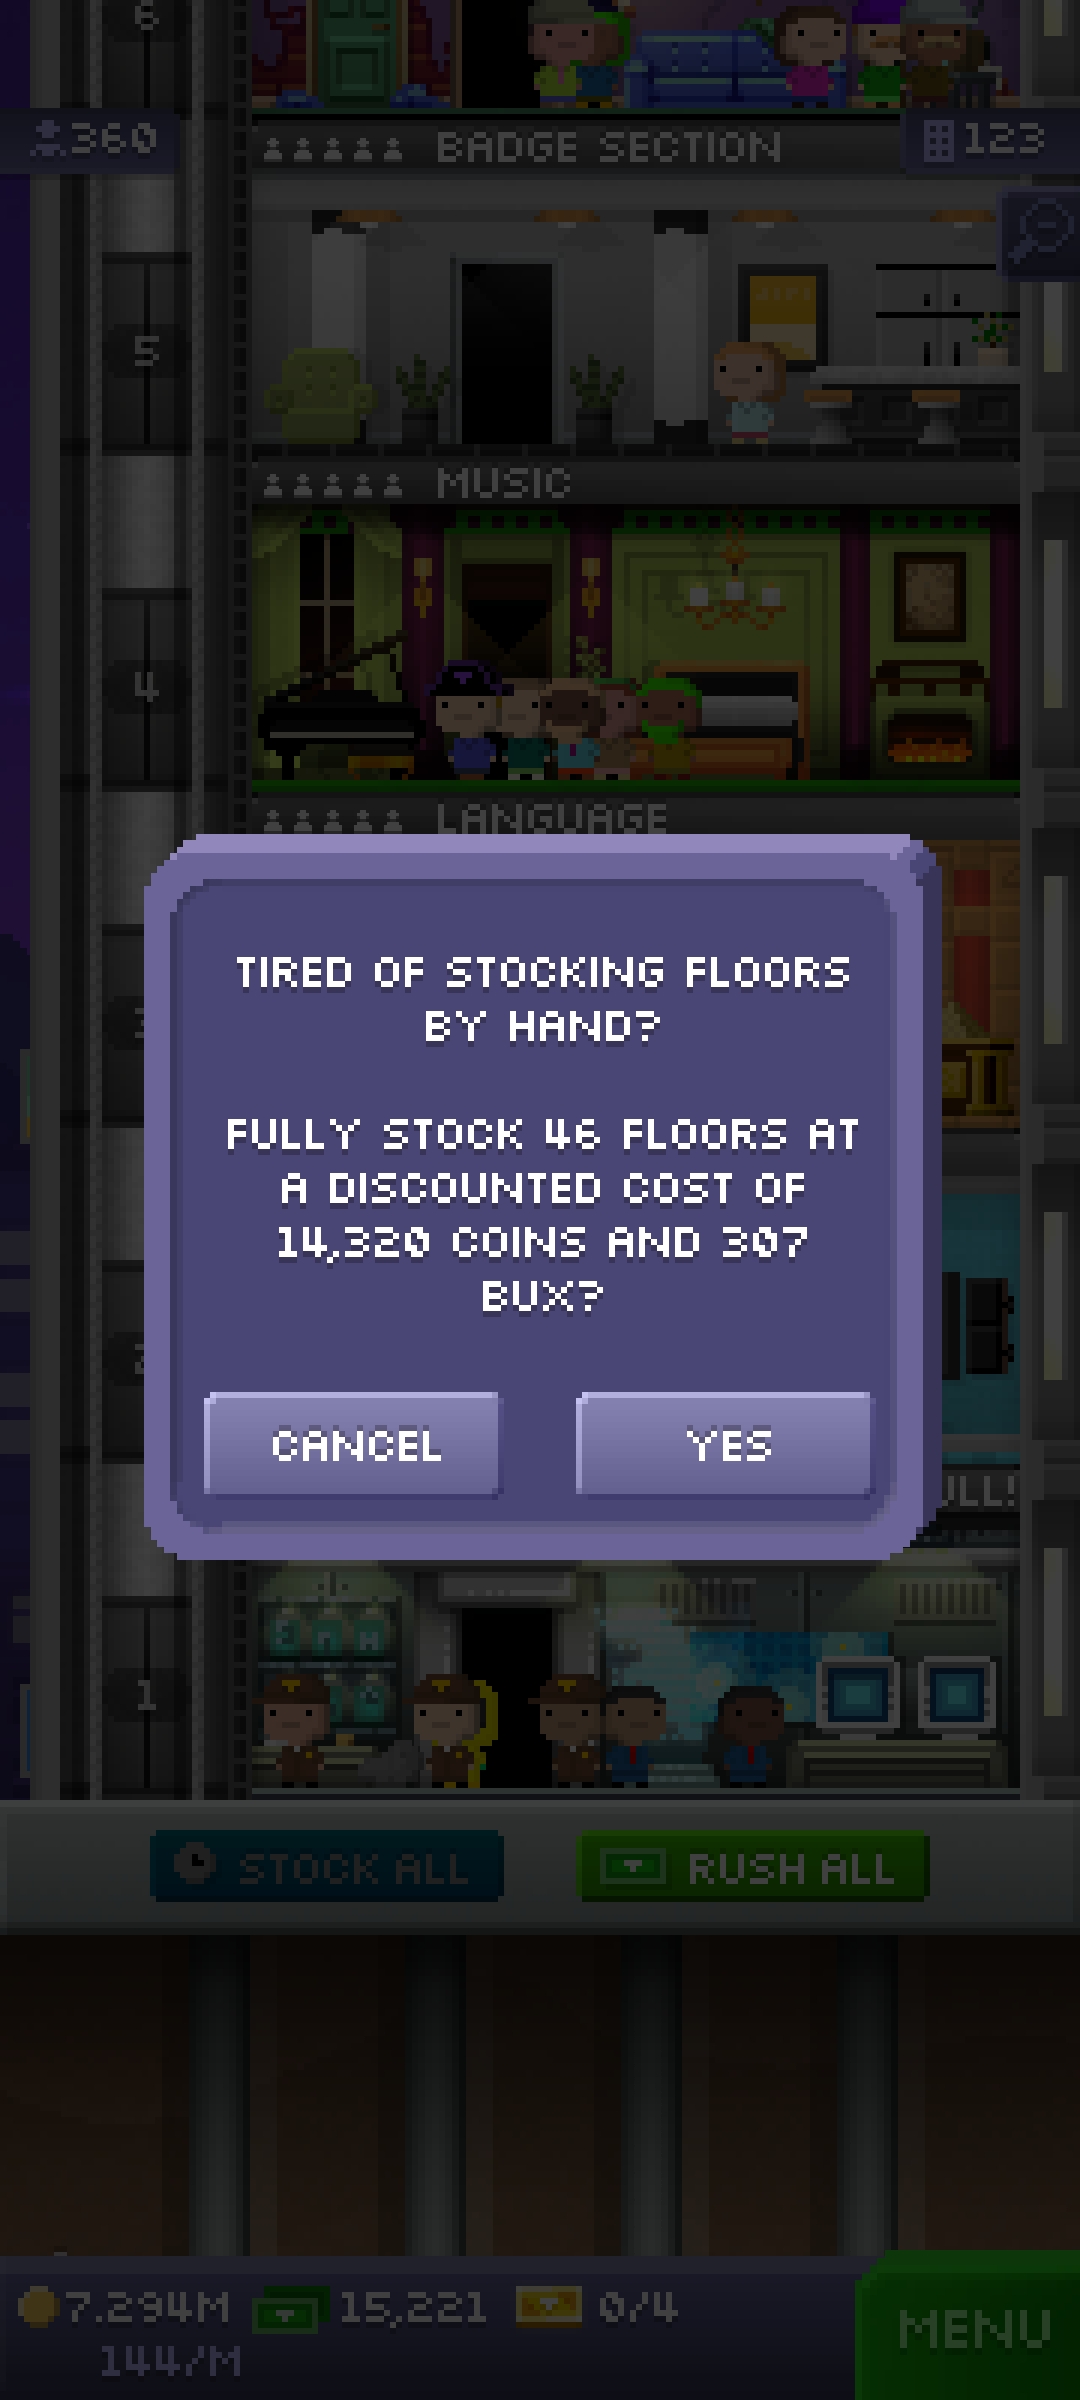 6
360
BADGE SECTION
123
5
MUSIC
4
LANGUAGE
TIRED OF STOCKING FLOORS
BY HAND?
FULLY STOCK 46 FLOORS AT
A DISCOUNTED COST OF
14,320 COINS AND 307
BUX?
CANCEL
YES
1
STOCK ALL
RUSH ALL
7.294M
15,221
0/4
144/M
MENU